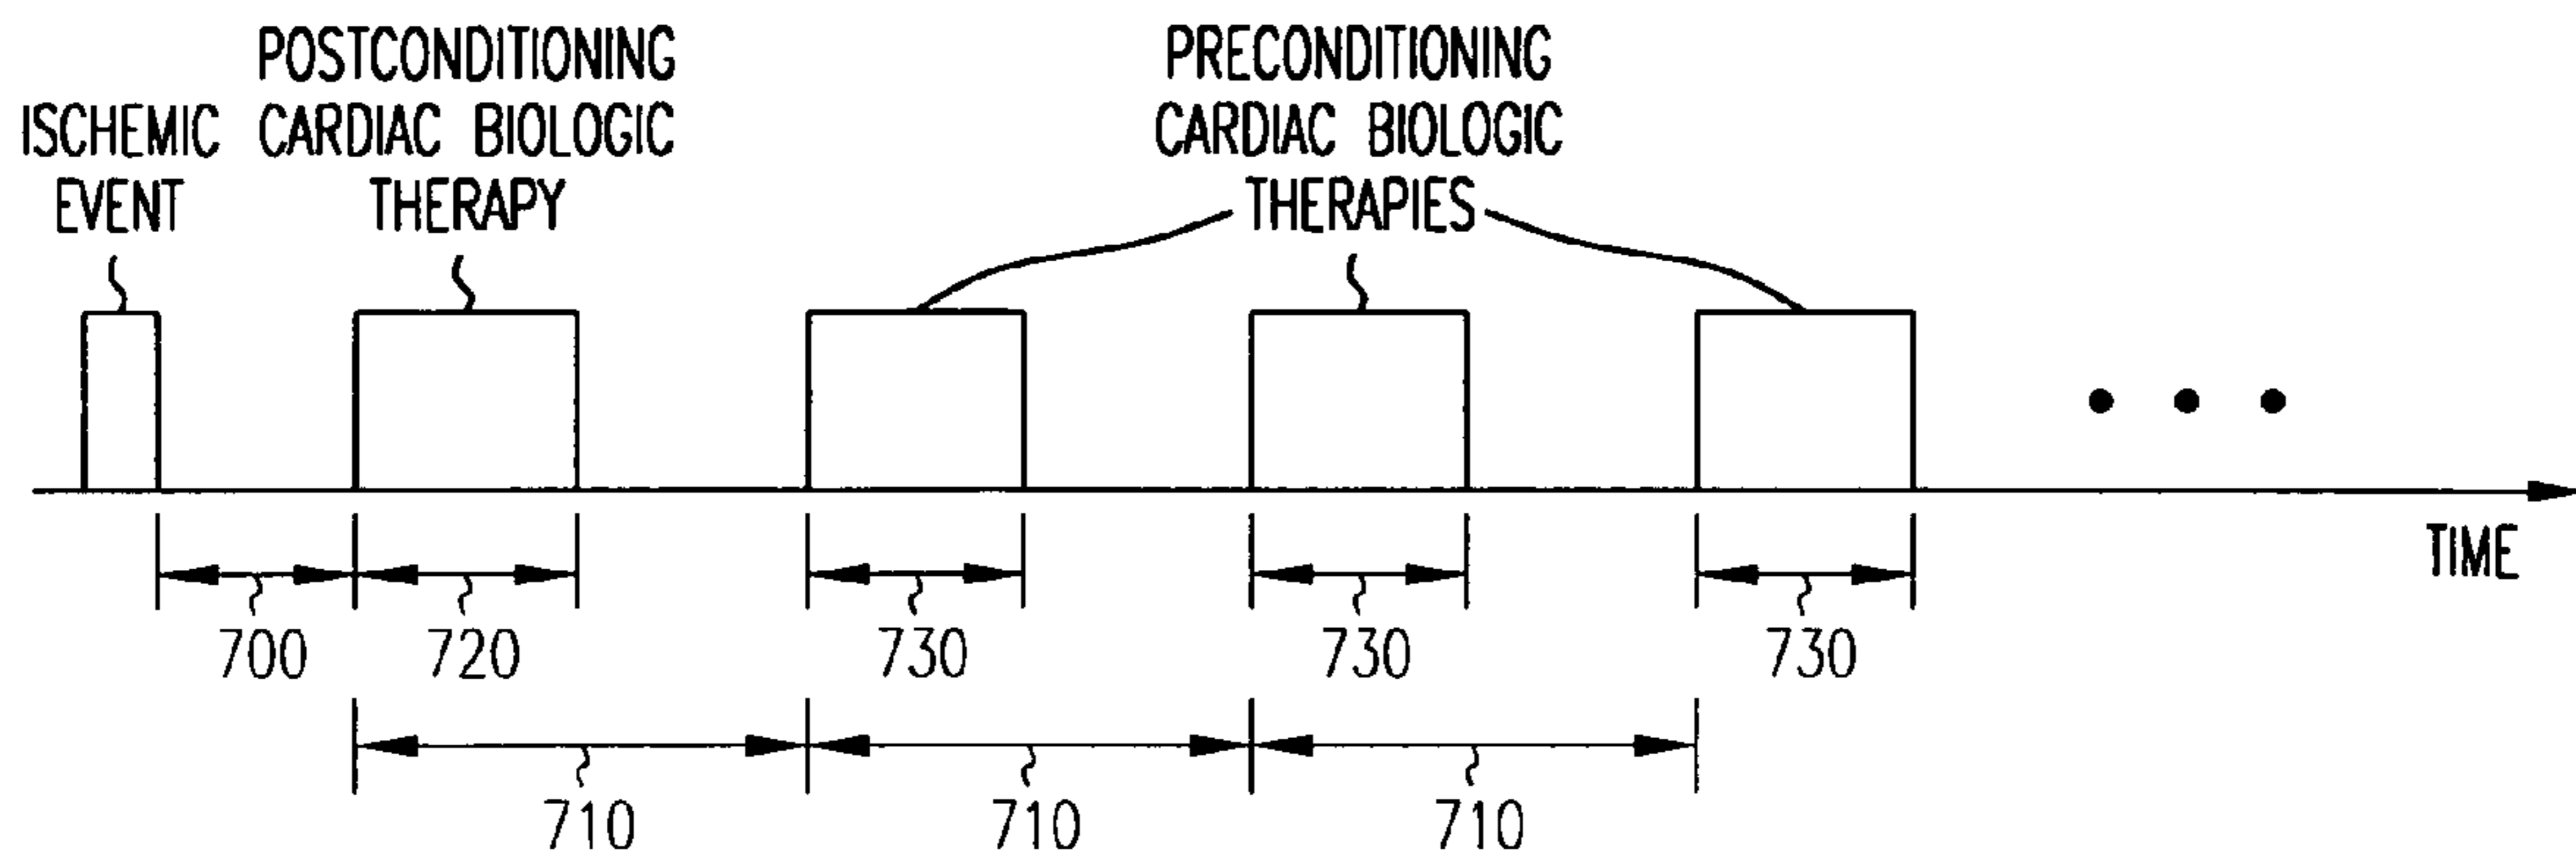 ISCHEMIC
EVENT
POSTCONDITIONING
CARDIAC BIOLOGIC
THERAPY
PRECONDITIONING
CARDIAC BIOLOGIC
THERAPIES
TIME
700
720
730
730
730
710
710
710